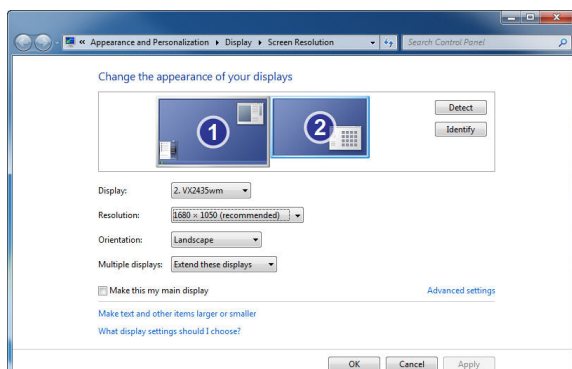 « Appearance and Personalization ▸ Display ▸ Screen Resolution
Search Control Panel
Change the appearance of your displays
1
2
Detect
Identify
Display: 2. VX2435wm
Resolution: 1680 × 1050 (recommended)
Orientation: Landscape
Multiple displays: Extend these displays
Make this my main display
Advanced settings
Make text and other items larger or smaller
What display settings should I choose?
OK
Cancel
Apply